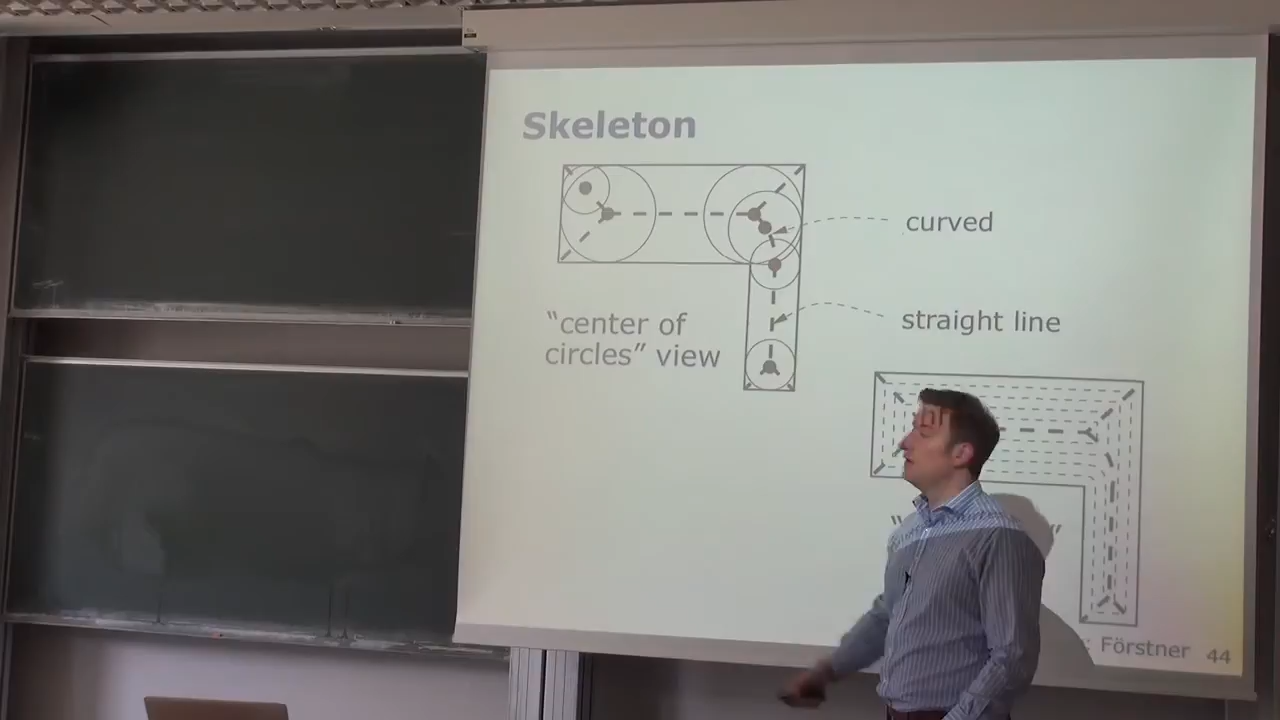 Skeleton
curved
"center of
circles" view
straight line
: Förstner
44